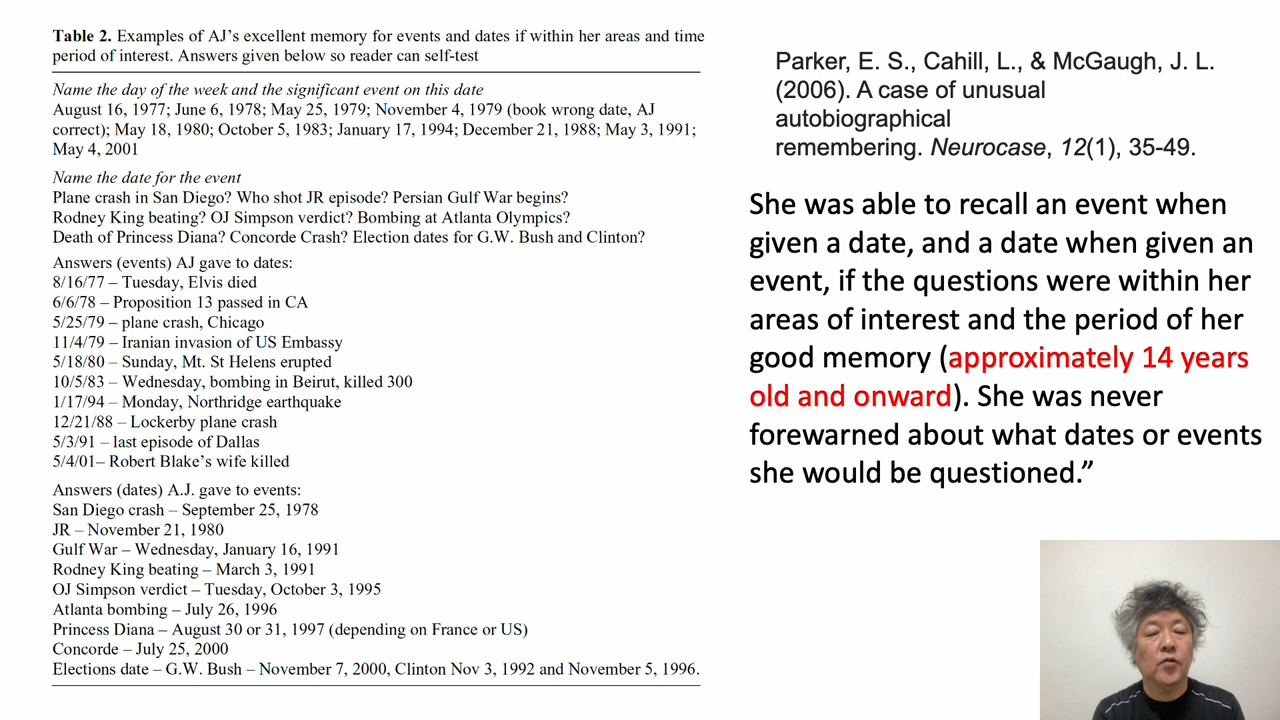 Table 2. Examples of AJ's excellent memory for events and dates if within her areas and time
period of interest. Answers given below so reader can self-test
Name the day of the week and the significant event on this date
August 16, 1977; June 6, 1978; May 25, 1979; November 4, 1979 (book wrong date, AJ
correct); May 18, 1980; October 5, 1983; January 17, 1994; December 21, 1988; May 3, 1991;
May 4, 2001
Name the date for the event
Plane crash in San Diego? Who shot JR episode? Persian Gulf War begins?
Rodney King beating? OJ Simpson verdict? Bombing at Atlanta Olympics?
Death of Princess Diana? Concorde Crash? Election dates for G.W. Bush and Clinton?
Answers (events) AJ gave to dates:
8/16/77 – Tuesday, Elvis died
6/6/78 – Proposition 13 passed in CA
5/25/79 – plane crash, Chicago
11/4/79 – Iranian invasion of US Embassy
5/18/80 – Sunday, Mt. St Helens erupted
10/5/83 – Wednesday, bombing in Beirut, killed 300
1/17/94 – Monday, Northridge earthquake
12/21/88 – Lockerby plane crash
5/3/91 – last episode of Dallas
5/4/01– Robert Blake's wife killed
Answers (dates) A.J. gave to events:
San Diego crash – September 25, 1978
JR – November 21, 1980
Gulf War – Wednesday, January 16, 1991
Rodney King beating – March 3, 1991
OJ Simpson verdict – Tuesday, October 3, 1995
Atlanta bombing – July 26, 1996
Princess Diana – August 30 or 31, 1997 (depending on France or US)
Concorde – July 25, 2000
Elections date – G.W. Bush – November 7, 2000, Clinton Nov 3, 1992 and November 5, 1996.
Parker, E. S., Cahill, L., & McGaugh, J. L.
(2006). A case of unusual
autobiographical
remembering. Neurocase, 12(1), 35-49.
She was able to recall an event when
given a date, and a date when given an
event, if the questions were within her
areas of interest and the period of her
good memory (approximately 14 years
old and onward). She was never
forewarned about what dates or events
she would be questioned.”